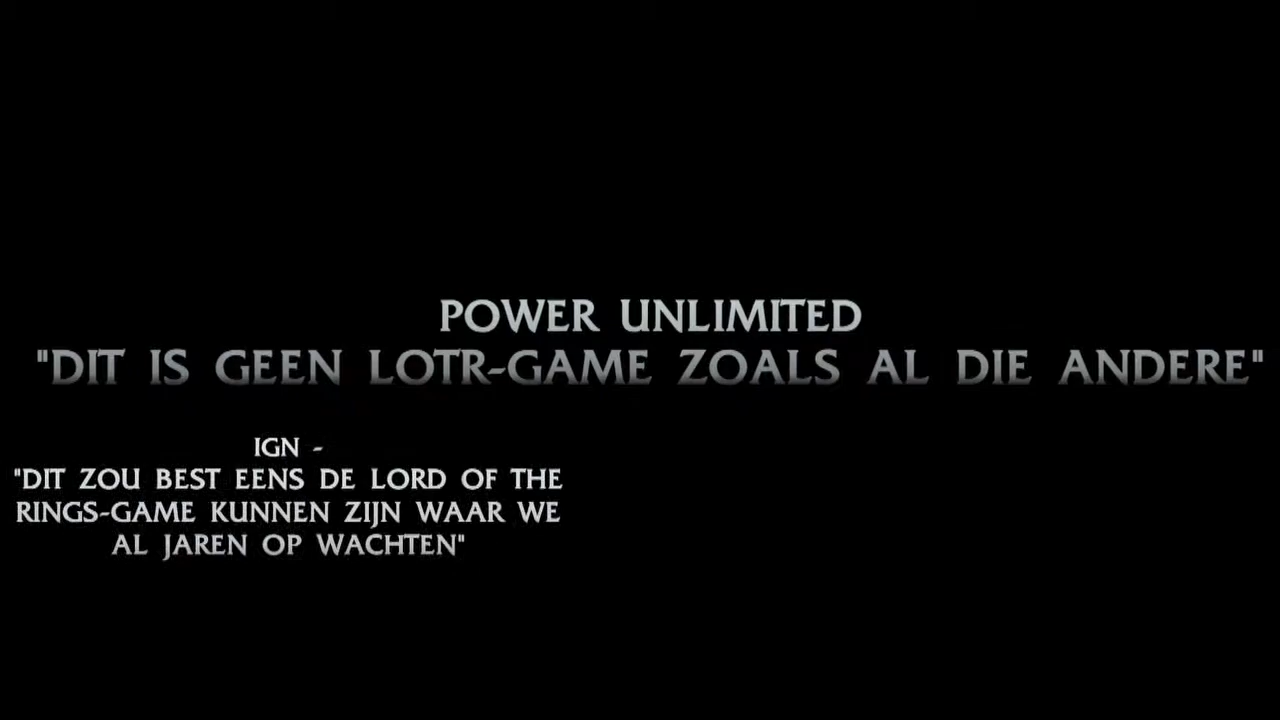 POWER UNLIMITED
"DIT IS GEEN LOTR-GAME ZOALS AL DIE ANDERE"
IGN -
"DIT ZOU BEST EENS DE LORD OF THE
RINGS-GAME KUNNEN ZIJN WAAR WE
AL JAREN OP WACHTEN"